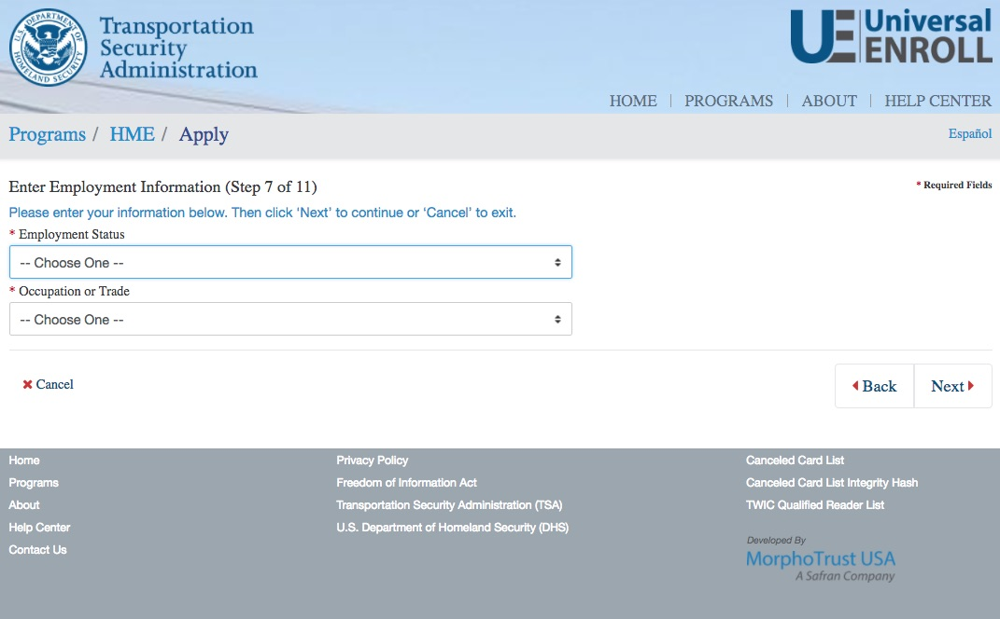 U.S. DEPARTMENT OF HOMELAND SECURITY
Transportation
Security
Administration
UE
Universal
ENROLL
HOME | PROGRAMS | ABOUT | HELP CENTER
Programs / HME / Apply
Español
Enter Employment Information (Step 7 of 11)
* Required Fields
Please enter your information below. Then click ‘Next’ to continue or ‘Cancel’ to exit.
* Employment Status
-- Choose One --
* Occupation or Trade
-- Choose One --
Cancel
Back
Next
Home
Programs
About
Help Center
Contact Us
Privacy Policy
Freedom of Information Act
Transportation Security Administration (TSA)
U.S. Department of Homeland Security (DHS)
Canceled Card List
Canceled Card List Integrity Hash
TWIC Qualified Reader List
Developed By
MorphoTrust USA
A Safran Company